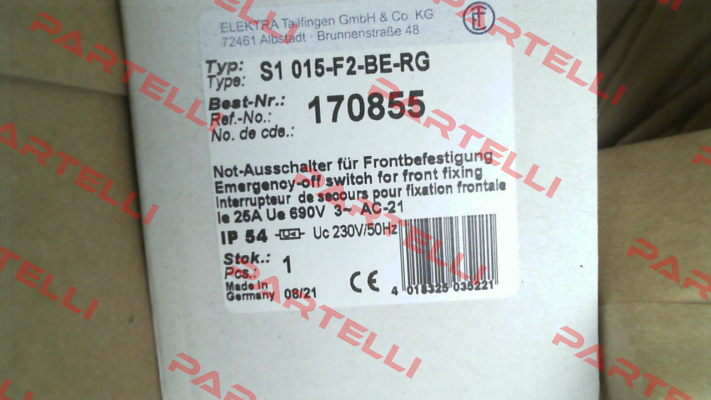 ELEKTRA Tailfingen GmbH & Co. KG
72461 Albstadt · Brunnenstraße 48
Typ:
Type: S1 015-F2-BE-RG
Best-Nr.:
Ref.-No.: 170855
No. de cde.:
Not-Ausschalter für Frontbefestigung
Emergency-off switch for front fixing
Interrupteur de secours pour fixation frontale
Ie 25A Ue 690V 3~ AC-21
IP 54 Uc 230V/50Hz
Stck.:
Pcs.: 1
Made in
Germany 08/21 CE
4 018325 035221
PARTELLI
PARTELLI
PARTELLI
PARTELLI
PARTELLI
PARTELLI